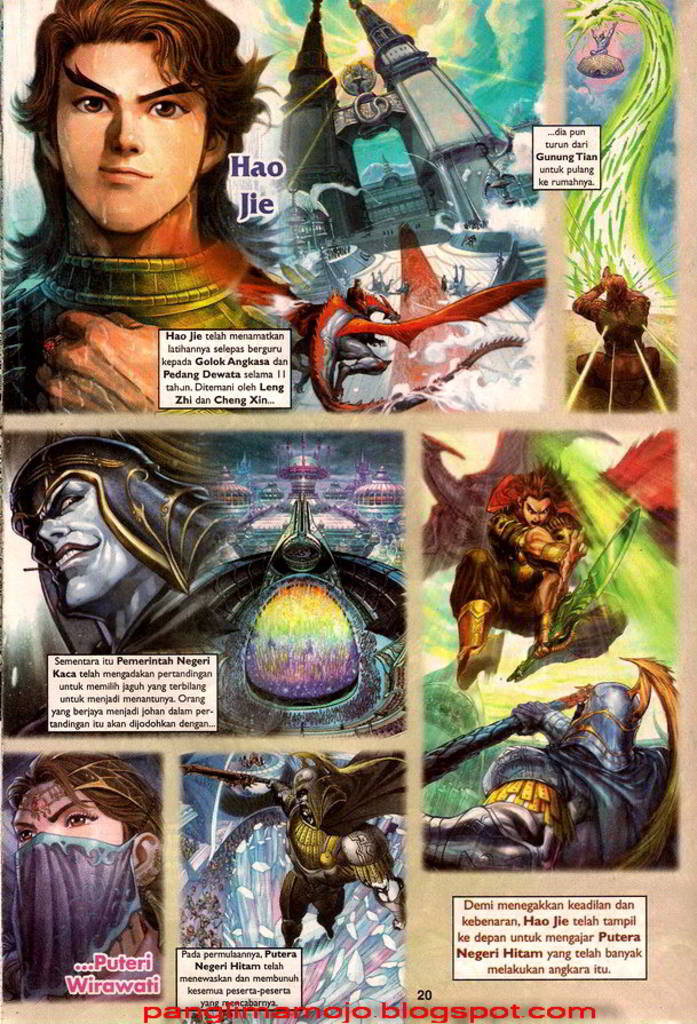 Hao
Jie
...dia pun
turun dari
Gunung Tian
untuk pulang
ke rumahnya.
Hao Jie telah menamatkan
latihannya selepas berguru
kepada Golok Angkasa dan
Pedang Dewata selama 11
tahun. Ditemani oleh Leng
Zhi dan Cheng Xin...
Sementara itu Pemerintah Negeri
Kaca telah mengadakan pertandingan
untuk memilih jaguh yang terbilang
untuk menjadi menantunya. Orang
yang berjaya menjadi johan dalam per-
tandingan itu akan dijodohkan dengan...
...Puteri
Wirawati
Pada permulaannya, Putera
Negeri Hitam telah
menewaskan dan membunuh
kesemua peserta-peserta
yang mencabarnya.
Demi menegakkan keadilan dan
kebenaran, Hao Jie telah tampil
ke depan untuk mengajar Putera
Negeri Hitam yang telah banyak
melakukan angkara itu.
20
panglimamojo.blogspot.com